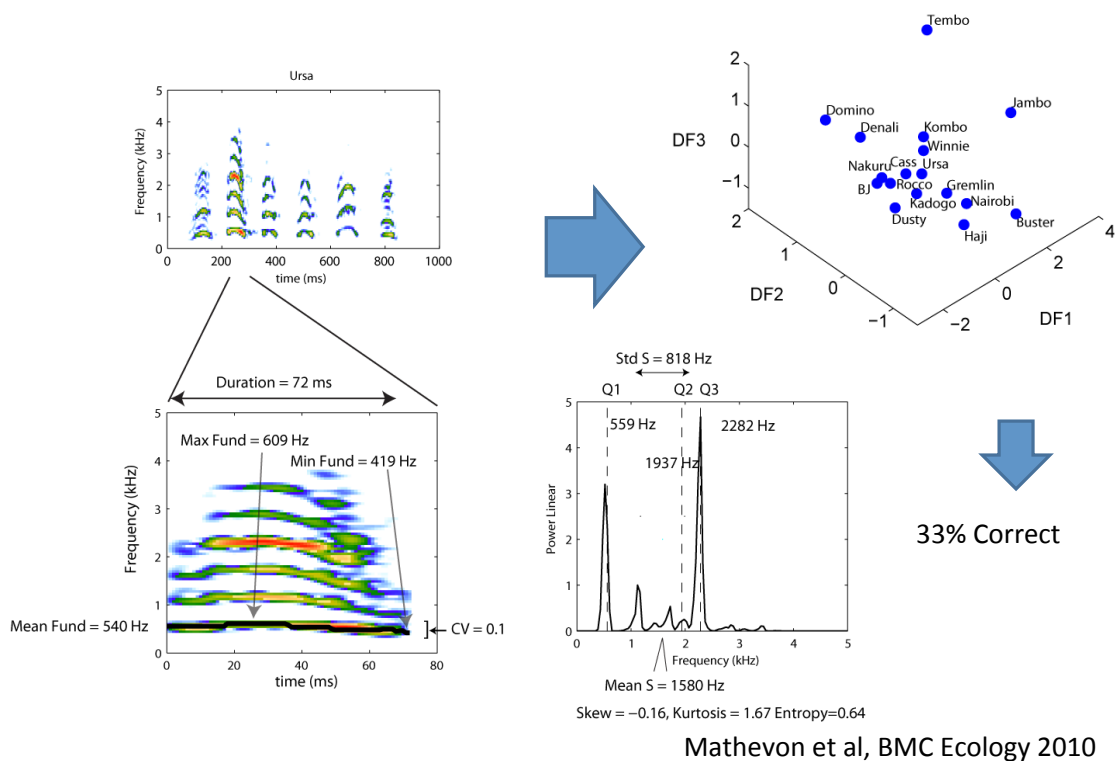 Ursa
5
4
3
2
1
0
Frequency (kHz)
0 200 400 600 800 1000
time (ms)
Duration = 72 ms
5
4
3
2
1
0
Frequency (kHz)
Max Fund = 609 Hz
Min Fund = 419 Hz
Mean Fund = 540 Hz
CV = 0.1
0 20 40 60 80
time (ms)
Tembo
2
1
0
−1
DF3
Domino
Denali
Jambo
Kombo
Winnie
Nakuru
Cass
Ursa
BJ
Rocco
Gremlin
Kadogo
Nairobi
Dusty
Haji
Buster
2
1
0
−1
DF2
4
2
0
−2
DF1
Std S = 818 Hz
Q1 Q2 Q3
559 Hz
2282 Hz
1937 Hz
5
4
3
2
1
0
Power Linear
0 1 2 3 4 5
Frequency (kHz)
Mean S = 1580 Hz
Skew = −0.16, Kurtosis = 1.67 Entropy=0.64
33% Correct
Mathevon et al, BMC Ecology 2010